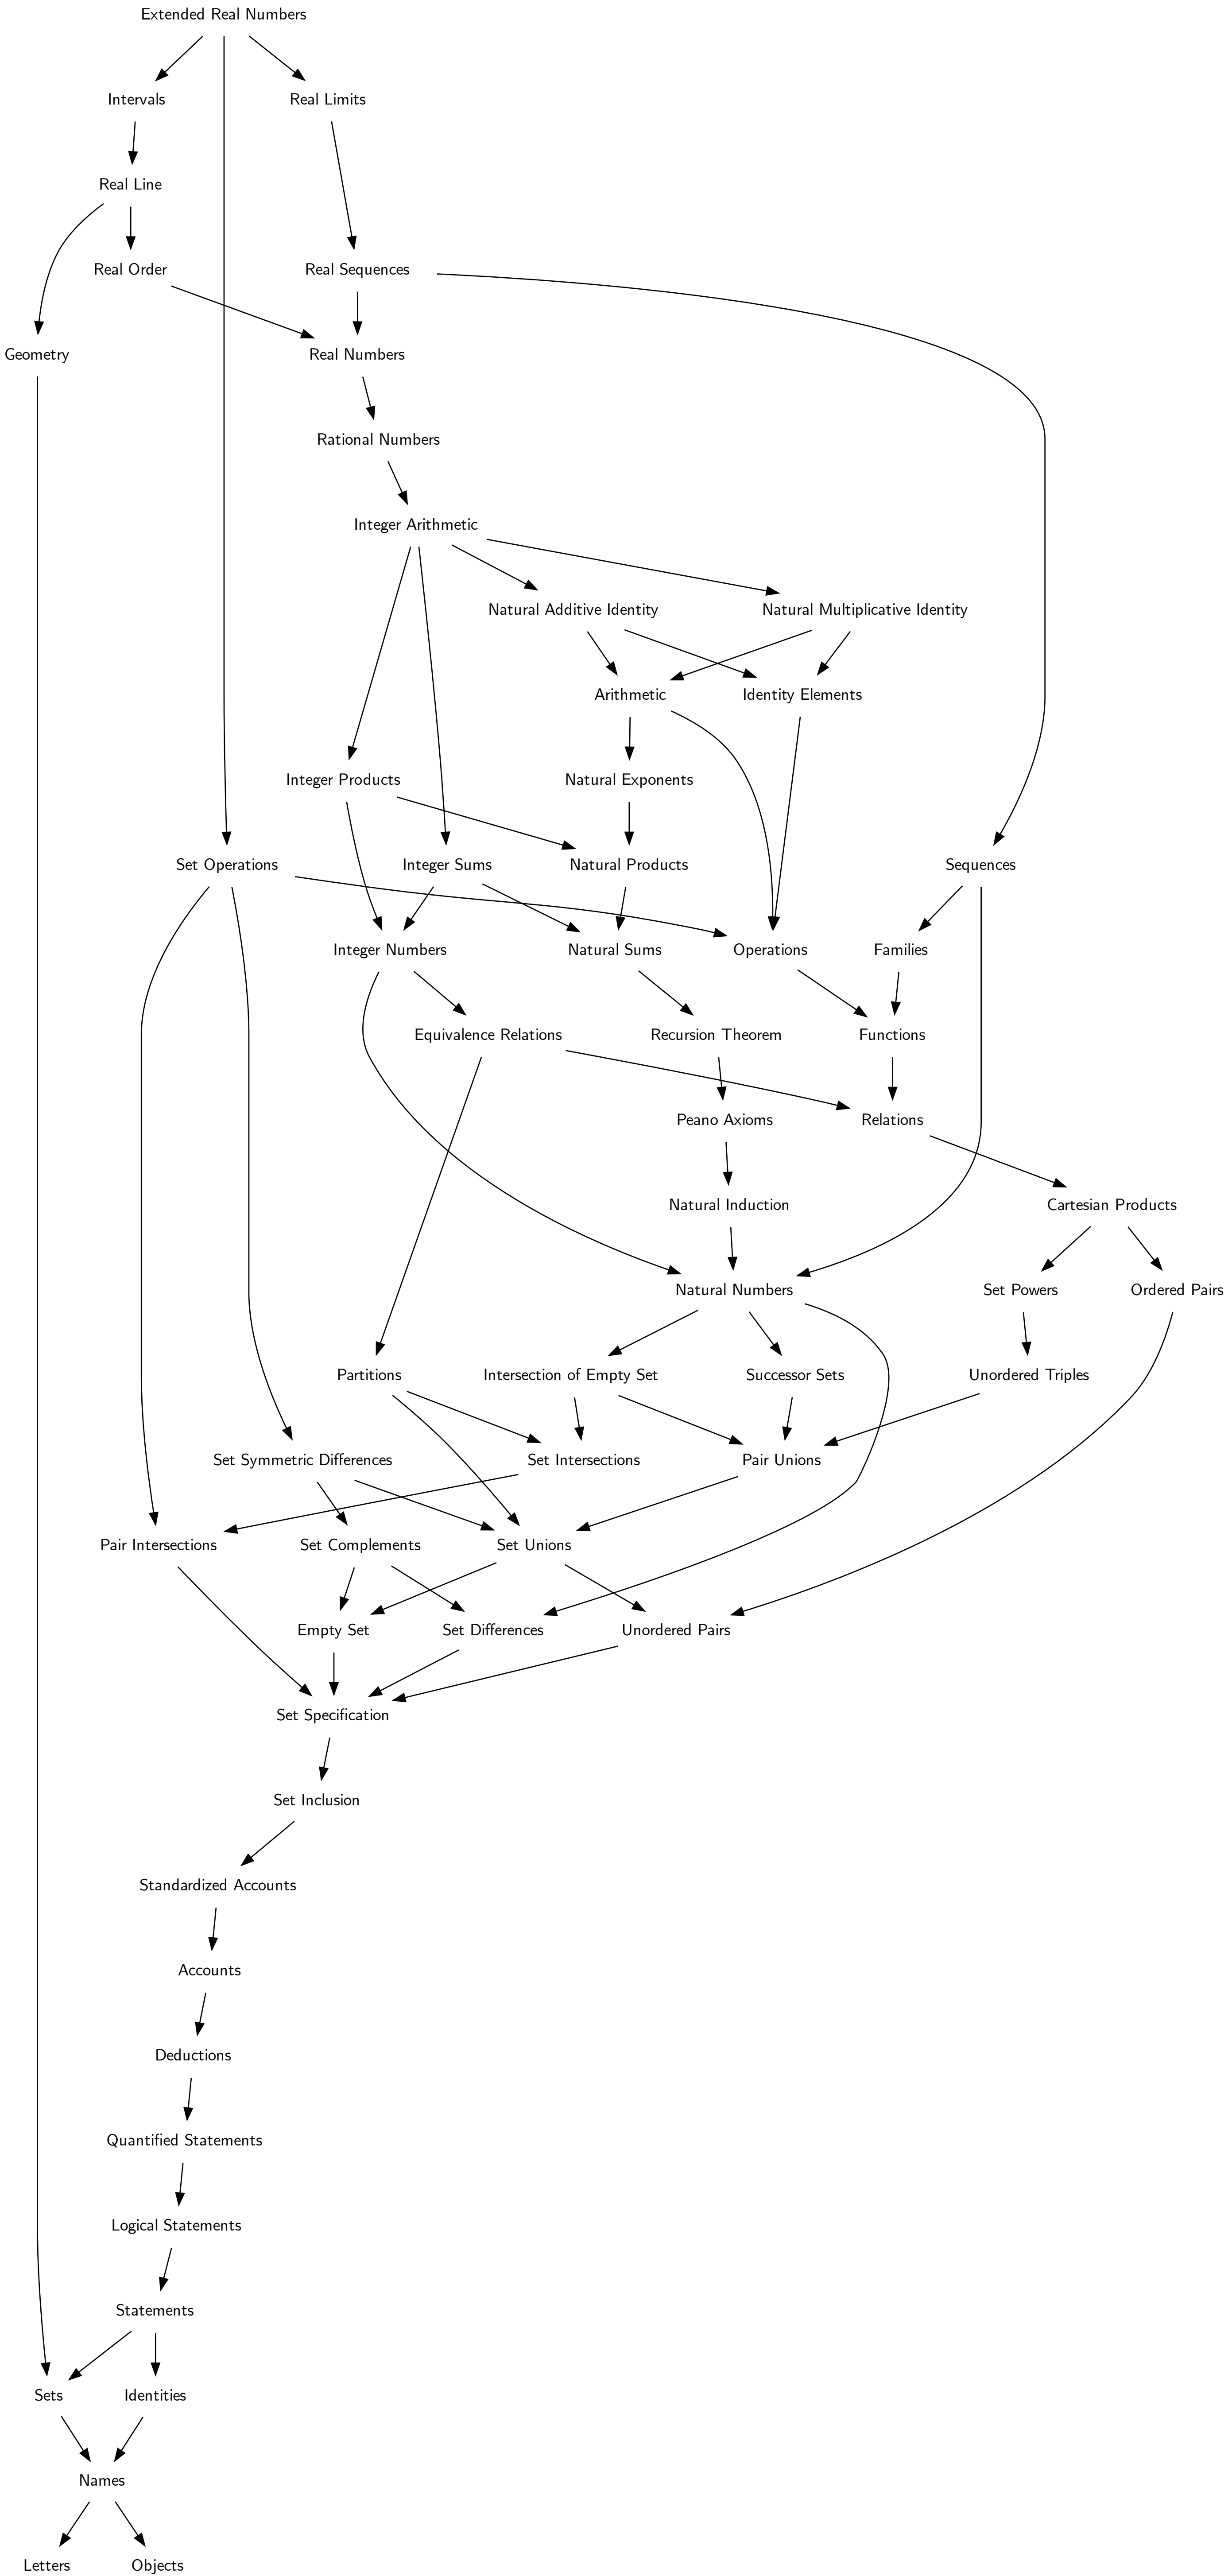 Extended Real Numbers
Intervals
Real Limits
Real Line
Real Order
Real Sequences
Geometry
Real Numbers
Rational Numbers
Integer Arithmetic
Natural Additive Identity
Natural Multiplicative Identity
Arithmetic
Identity Elements
Integer Products
Natural Exponents
Set Operations
Integer Sums
Natural Products
Sequences
Integer Numbers
Natural Sums
Operations
Families
Equivalence Relations
Recursion Theorem
Functions
Peano Axioms
Relations
Natural Induction
Cartesian Products
Natural Numbers
Set Powers
Ordered Pairs
Partitions
Intersection of Empty Set
Successor Sets
Unordered Triples
Set Symmetric Differences
Set Intersections
Pair Unions
Pair Intersections
Set Complements
Set Unions
Empty Set
Set Differences
Unordered Pairs
Set Specification
Set Inclusion
Standardized Accounts
Accounts
Deductions
Quantified Statements
Logical Statements
Statements
Sets
Identities
Names
Letters
Objects